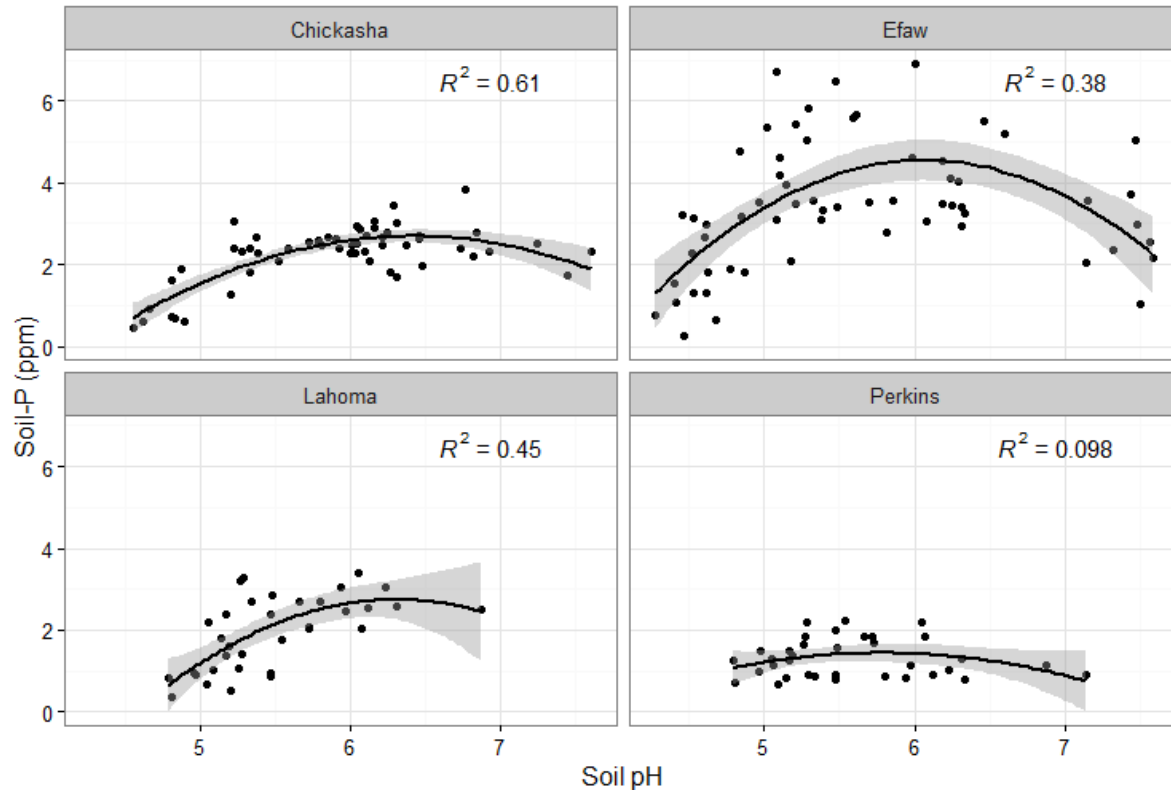 Chickasha
Efaw
R² = 0.61
R² = 0.38
6
4
2
0
Lahoma
Perkins
R² = 0.45
R² = 0.098
6
4
2
0
Soil-P (ppm)
5 6 7
5 6 7
Soil pH